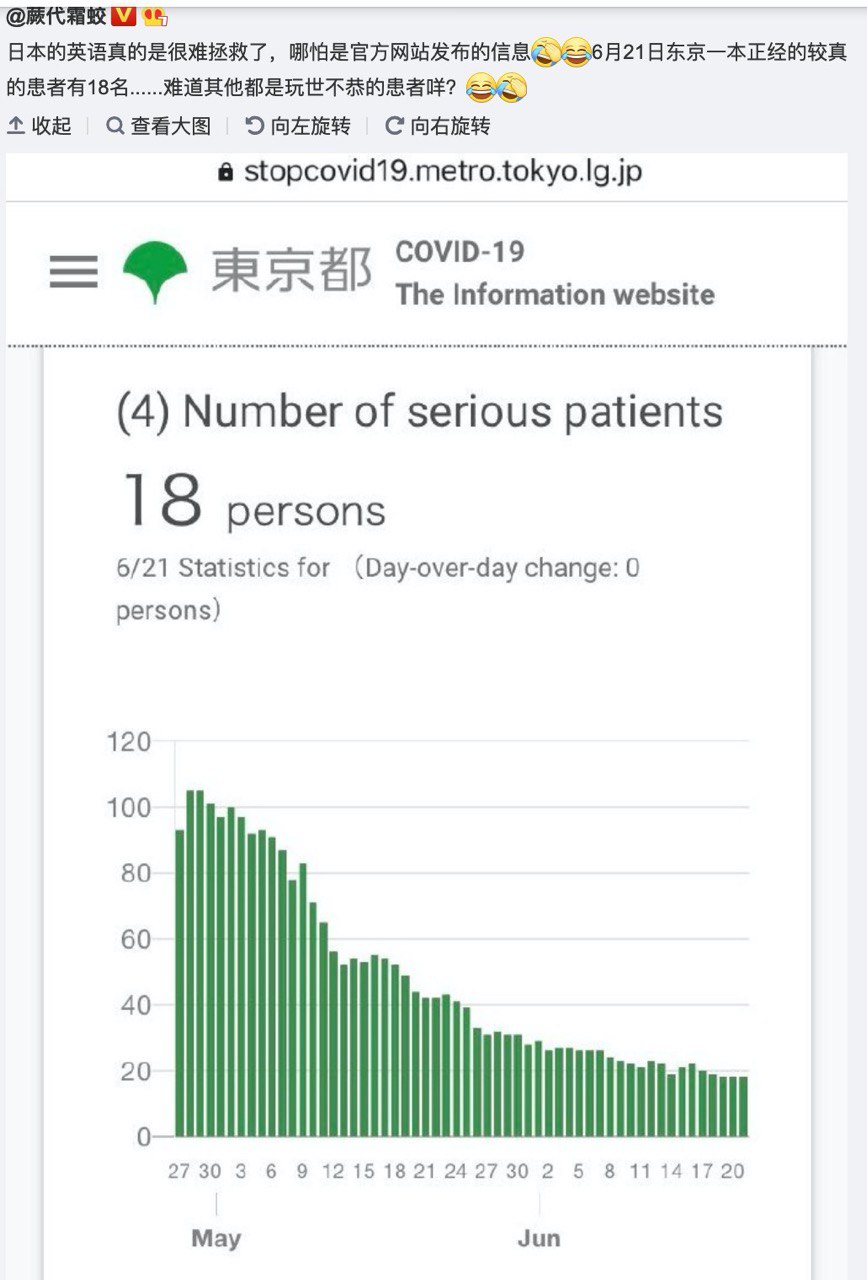 @蕨代霜蛟
日本的英语真的是很难拯救了，哪怕是官方网站发布的信息🤣😂6月21日东京一本正经的较真
的患者有18名......难道其他都是玩世不恭的患者咩？😂🤣
收起 查看大图 向左旋转 向右旋转
stopcovid19.metro.tokyo.lg.jp
東京都
COVID-19
The Information website
(4) Number of serious patients
18 persons
6/21 Statistics for （Day-over-day change: 0
persons）
120
100
80
60
40
20
0
27 30 3 6 9 12 15 18 21 24 27 30 2 5 8 11 14 17 20
May Jun